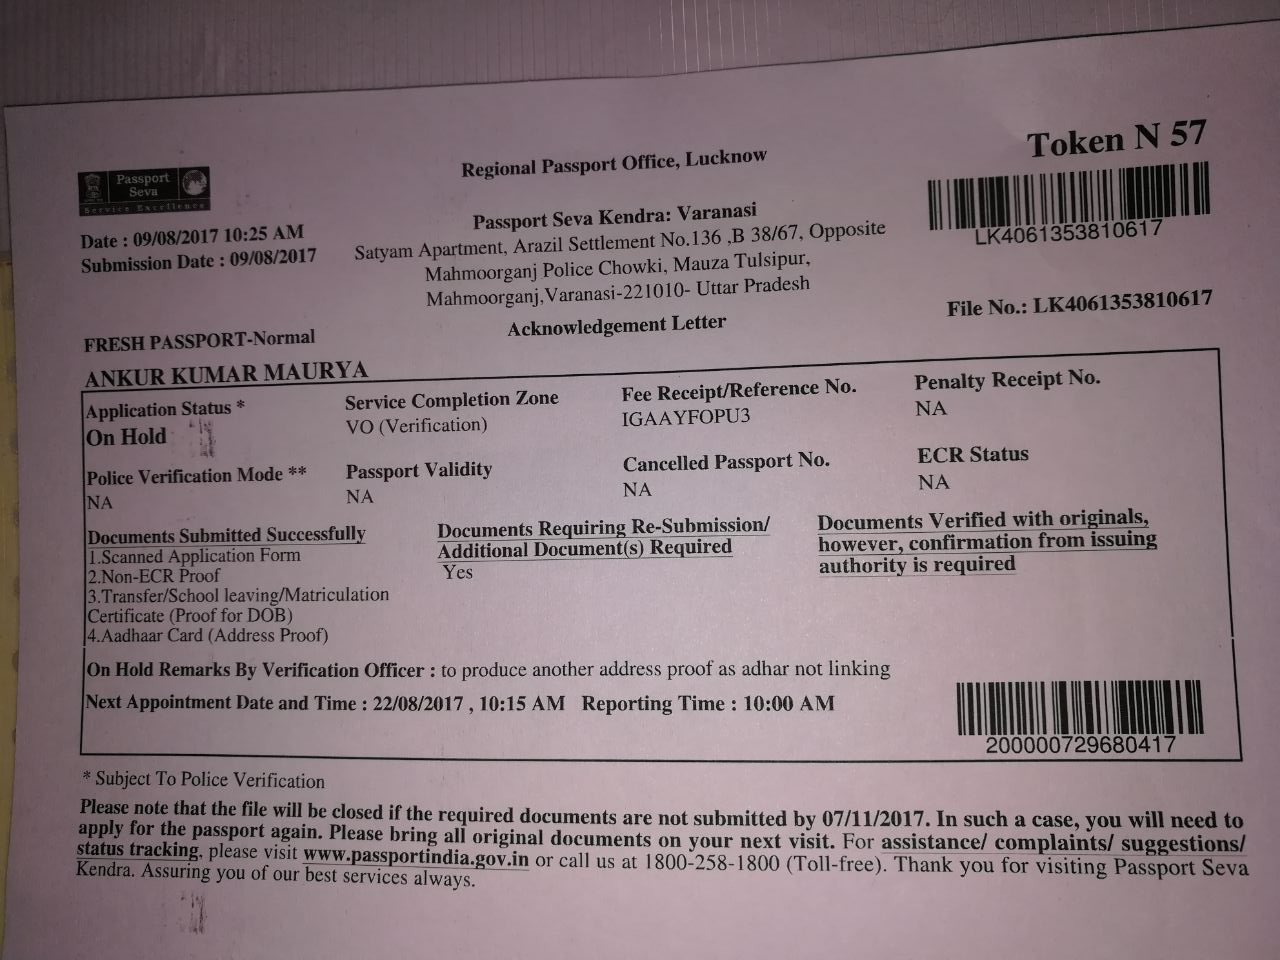 Token N 57
Regional Passport Office, Lucknow
Passport
Seva
Service Excellence
LK4061353810617
Passport Seva Kendra: Varanasi
Date : 09/08/2017 10:25 AM
Satyam Apartment, Arazil Settlement No.136 ,B 38/67, Opposite
Submission Date : 09/08/2017
Mahmoorganj Police Chowki, Mauza Tulsipur,
Mahmoorganj,Varanasi-221010- Uttar Pradesh
File No.: LK4061353810617
Acknowledgement Letter
FRESH PASSPORT-Normal
ANKUR KUMAR MAURYA
Application Status *
On Hold
Service Completion Zone
VO (Verification)
Fee Receipt/Reference No.
IGAAYFOPU3
Penalty Receipt No.
NA
Police Verification Mode **
NA
Passport Validity
NA
Cancelled Passport No.
NA
ECR Status
NA
Documents Submitted Successfully
1.Scanned Application Form
2.Non-ECR Proof
3.Transfer/School leaving/Matriculation
Certificate (Proof for DOB)
4.Aadhaar Card (Address Proof)
Documents Requiring Re-Submission/
Additional Document(s) Required
Yes
Documents Verified with originals,
however, confirmation from issuing
authority is required
On Hold Remarks By Verification Officer : to produce another address proof as adhar not linking
Next Appointment Date and Time : 22/08/2017 , 10:15 AM Reporting Time : 10:00 AM
200000729680417
* Subject To Police Verification
Please note that the file will be closed if the required documents are not submitted by 07/11/2017. In such a case, you will need to
apply for the passport again. Please bring all original documents on your next visit. For assistance/ complaints/ suggestions/
status tracking, please visit www.passportindia.gov.in or call us at 1800-258-1800 (Toll-free). Thank you for visiting Passport Seva
Kendra. Assuring you of our best services always.